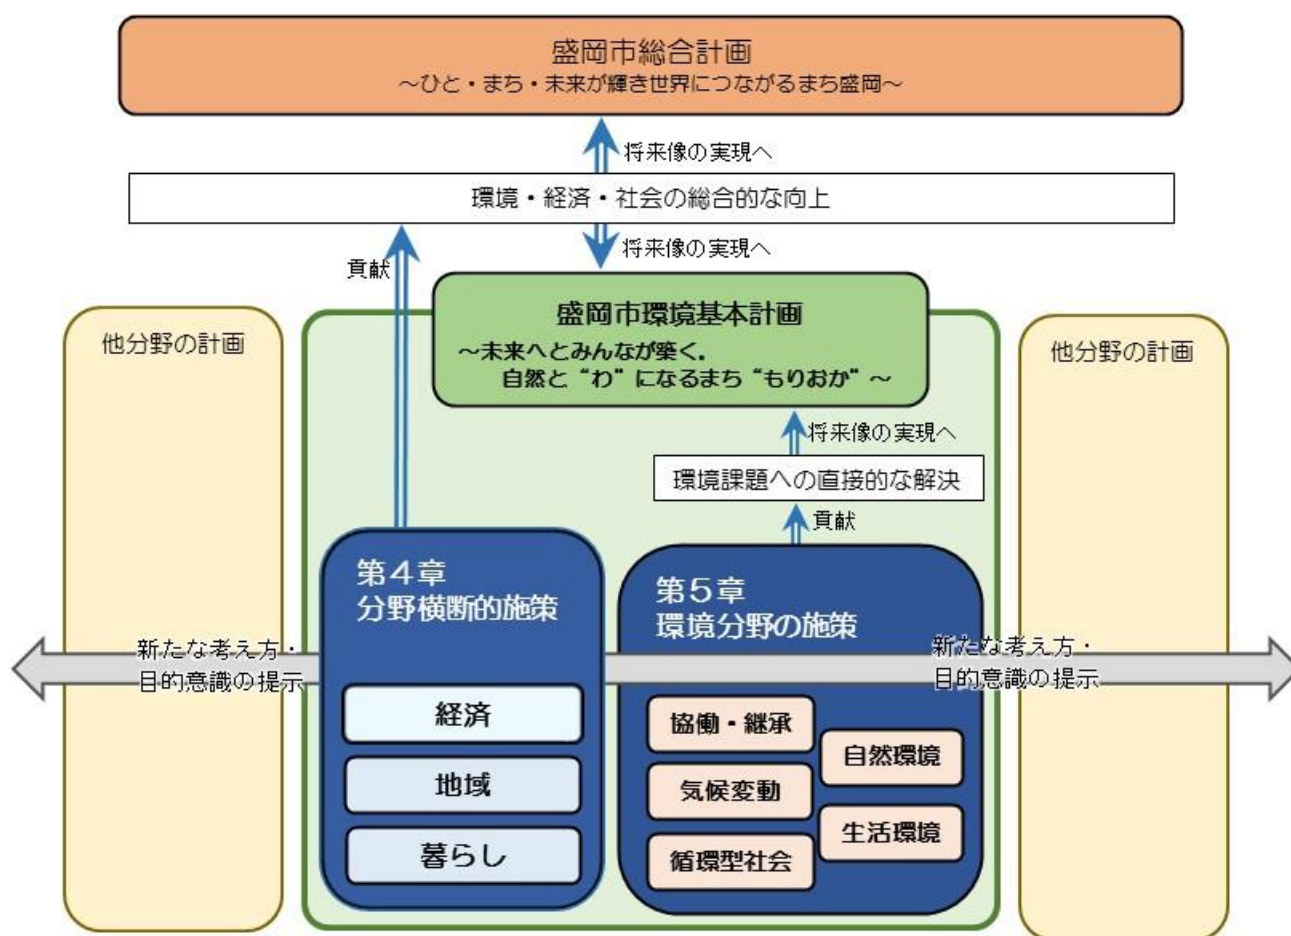 盛岡市総合計画
～ひと・まち・未来が輝き世界につながるまち盛岡～
将来像の実現へ
環境・経済・社会の総合的な向上
将来像の実現へ
貢献
盛岡市環境基本計画
～未来へとみんなが築く．
自然と“わ”になるまち“もりおか”～
他分野の計画
他分野の計画
将来像の実現へ
環境課題への直接的な解決
貢献
第４章
分野横断的施策
第５章
環境分野の施策
新たな考え方・
目的意識の提示
新たな考え方・
目的意識の提示
経済
地域
暮らし
協働・継承
気候変動
循環型社会
自然環境
生活環境